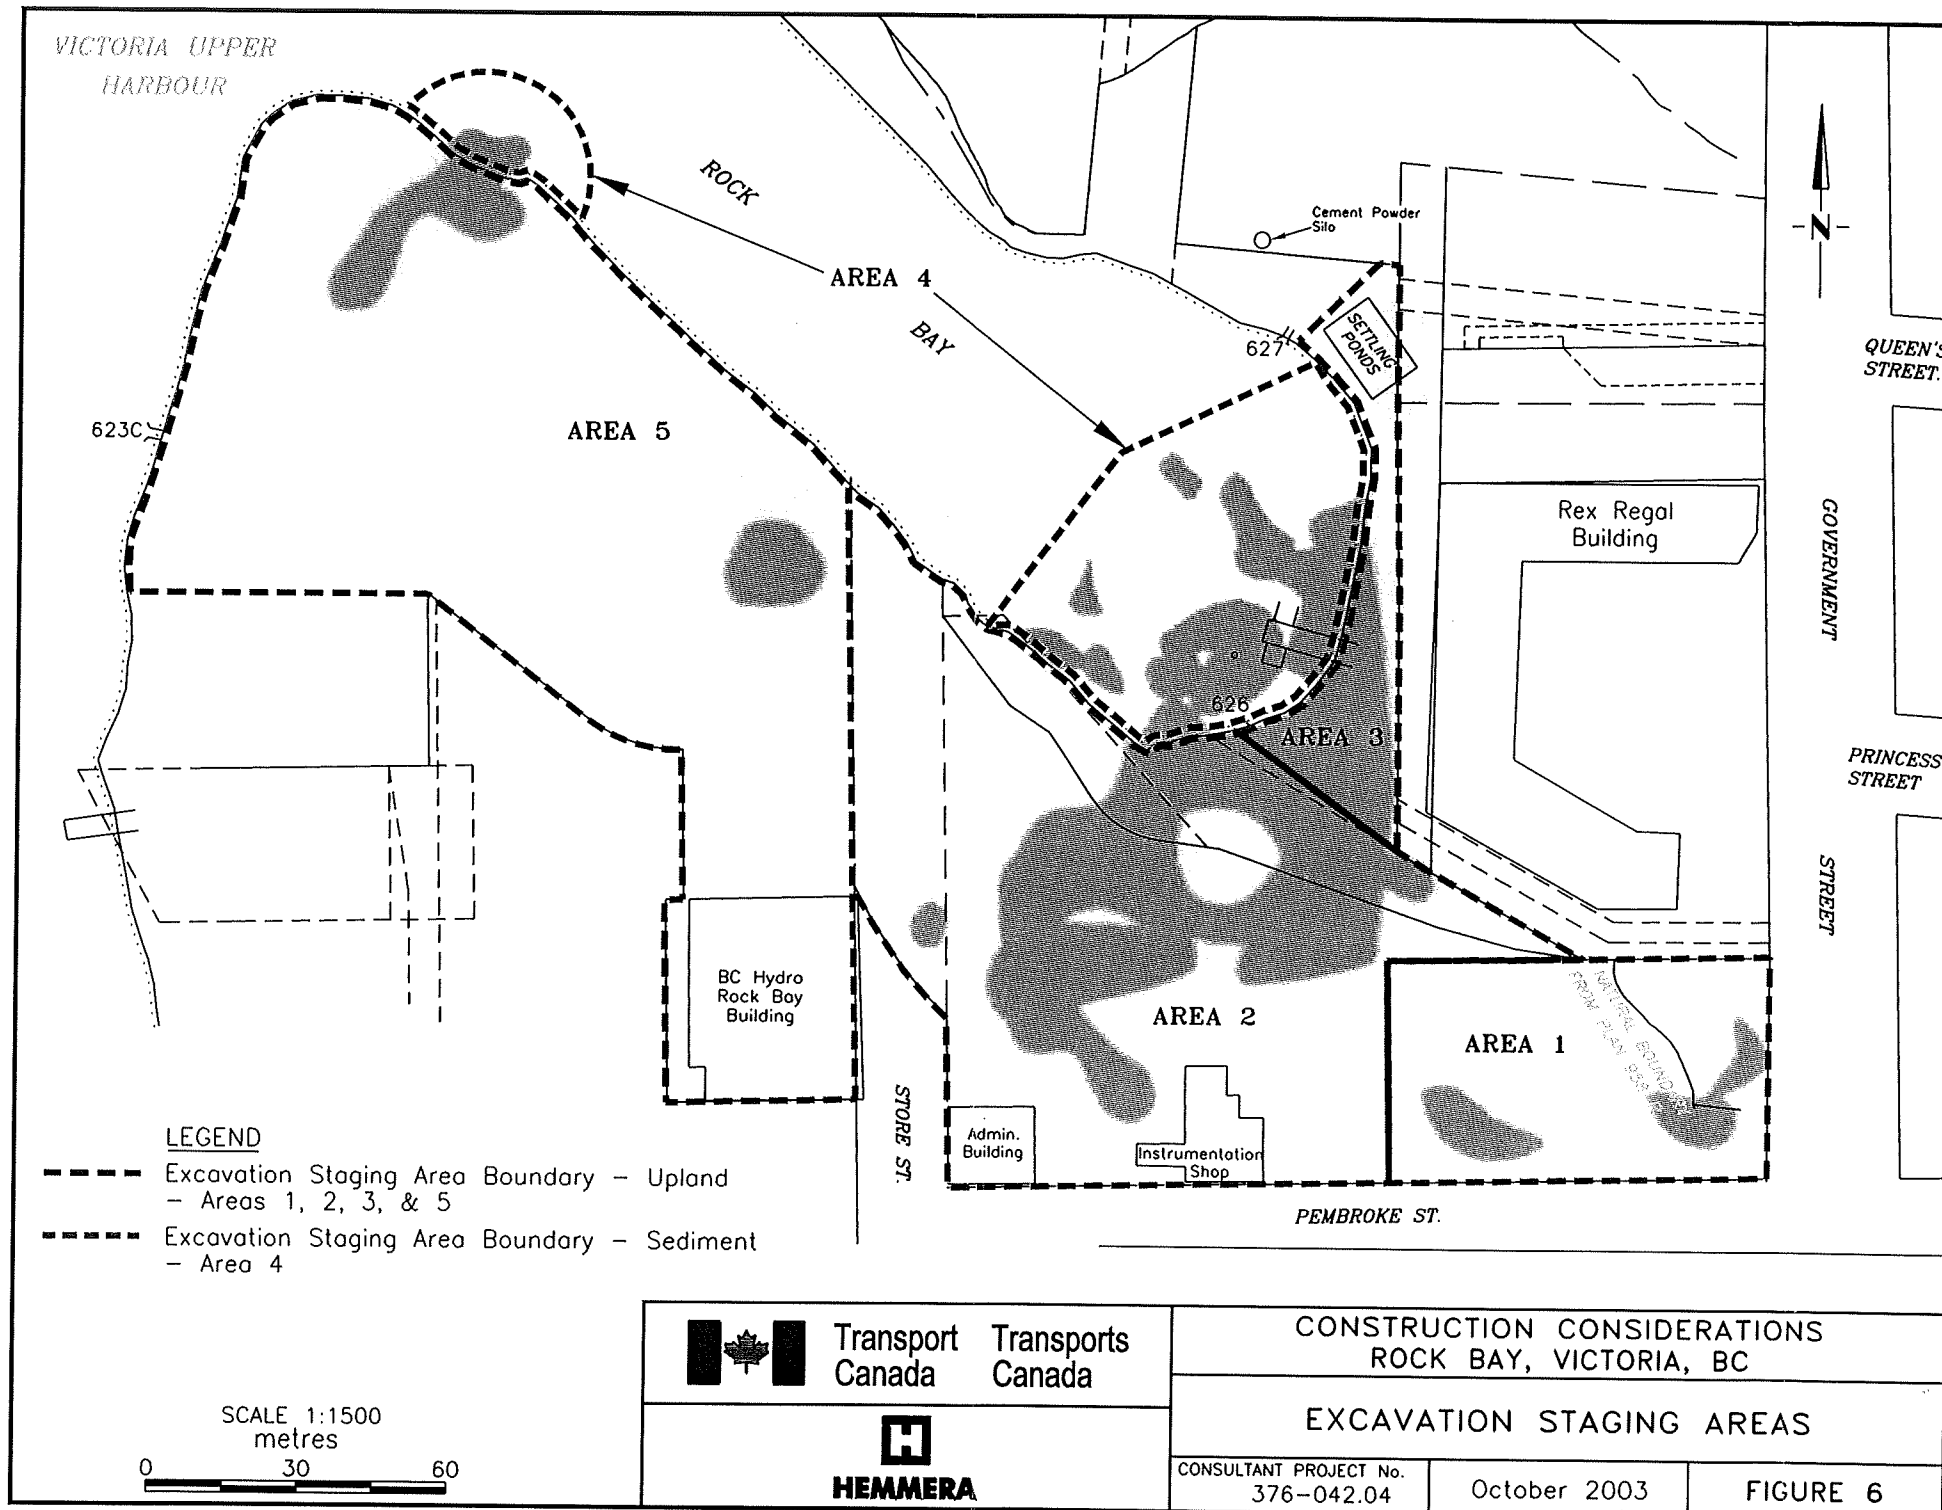 VICTORIA UPPER
HARBOUR
ROCK
BAY
AREA 4
Cement Powder
Silo
N
627
SETTLING
PONDS
QUEEN'S
STREET.
623C
AREA 5
Rex Regal
Building
GOVERNMENT
STREET
626
AREA 3
PRINCESS
STREET
BC Hydro
Rock Bay
Building
AREA 2
AREA 1
NATURAL BOUND
FROM PLAN
STORE ST.
Admin.
Building
Instrumentation
Shop
PEMBROKE ST.
LEGEND
Excavation Staging Area Boundary – Upland
– Areas 1, 2, 3, & 5
Excavation Staging Area Boundary – Sediment
– Area 4
SCALE 1:1500
metres
0 30 60
Transport Transports
Canada Canada
H
HEMMERA
CONSTRUCTION CONSIDERATIONS
ROCK BAY, VICTORIA, BC
EXCAVATION STAGING AREAS
CONSULTANT PROJECT No.
376–042.04
October 2003
FIGURE 6